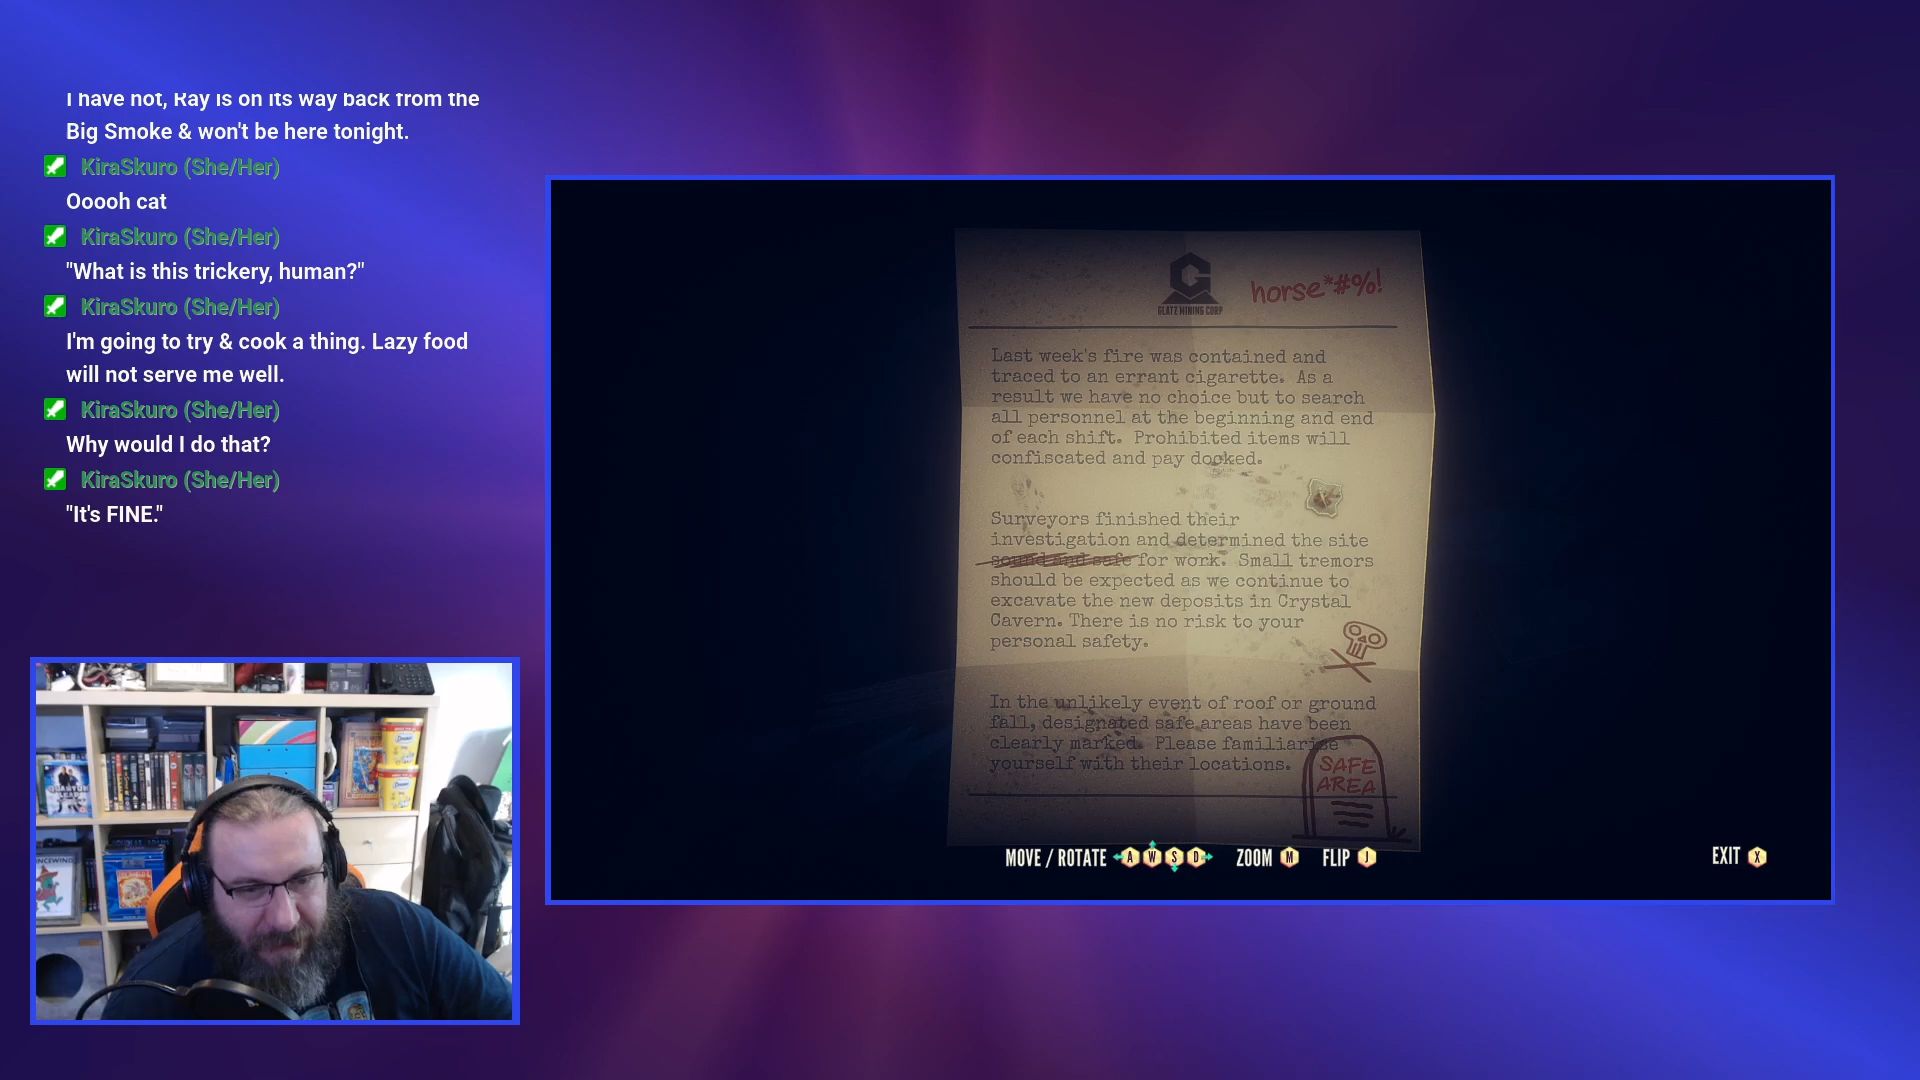 I have not, Ray is on its way back from the
Big Smoke & won't be here tonight.
KiraSkuro (She/Her)
Ooooh cat
KiraSkuro (She/Her)
"What is this trickery, human?"
KiraSkuro (She/Her)
I'm going to try & cook a thing. Lazy food
will not serve me well.
KiraSkuro (She/Her)
Why would I do that?
KiraSkuro (She/Her)
"It's FINE."
GLATZ MINING CORP
horse*#%!
Last week's fire was contained and
traced to an errant cigarette. As a
result we have no choice but to search
all personnel at the beginning and end
of each shift. Prohibited items will
confiscated and pay docked.
Surveyors finished their
investigation and determined the site
sound and safe for work. Small tremors
should be expected as we continue to
excavate the new deposits in Crystal
Cavern. There is no risk to your
personal safety.
In the unlikely event of roof or ground
fall, designated safe areas have been
clearly marked. Please familiarise
yourself with their locations.
SAFE
AREA
MOVE / ROTATE A W S D ZOOM M FLIP J
EXIT X
QUANTUM
LEAP